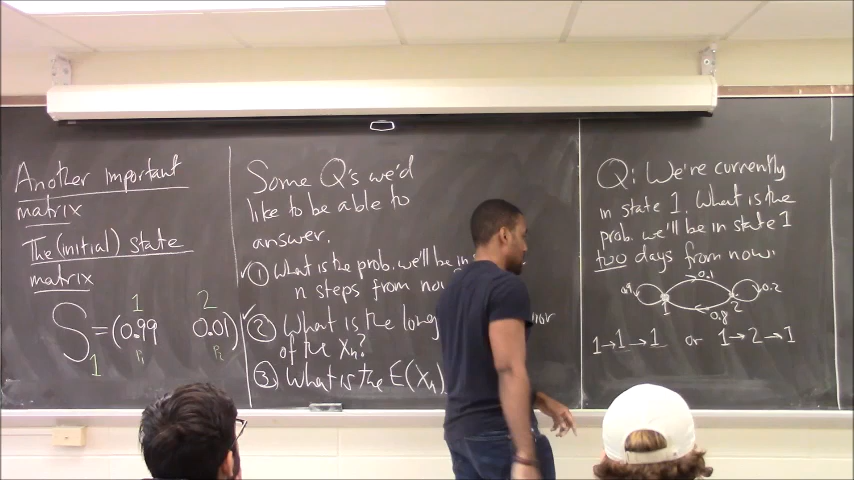 Another important
matrix
The (initial) state
matrix
1 2
S = (0.99 0.01)
1
Some Q's we'd
like to be able to
answer.
① What is the prob. we'll be in
n steps from now
② What is the long
of the Xn?
③ What is the E(Xn)
Q: We're currently
in state 1. What is the
prob. we'll be in state 1
two days from now.
0.1
0.9 0.2
1 2
0.8
1→1→1 or 1→2→1